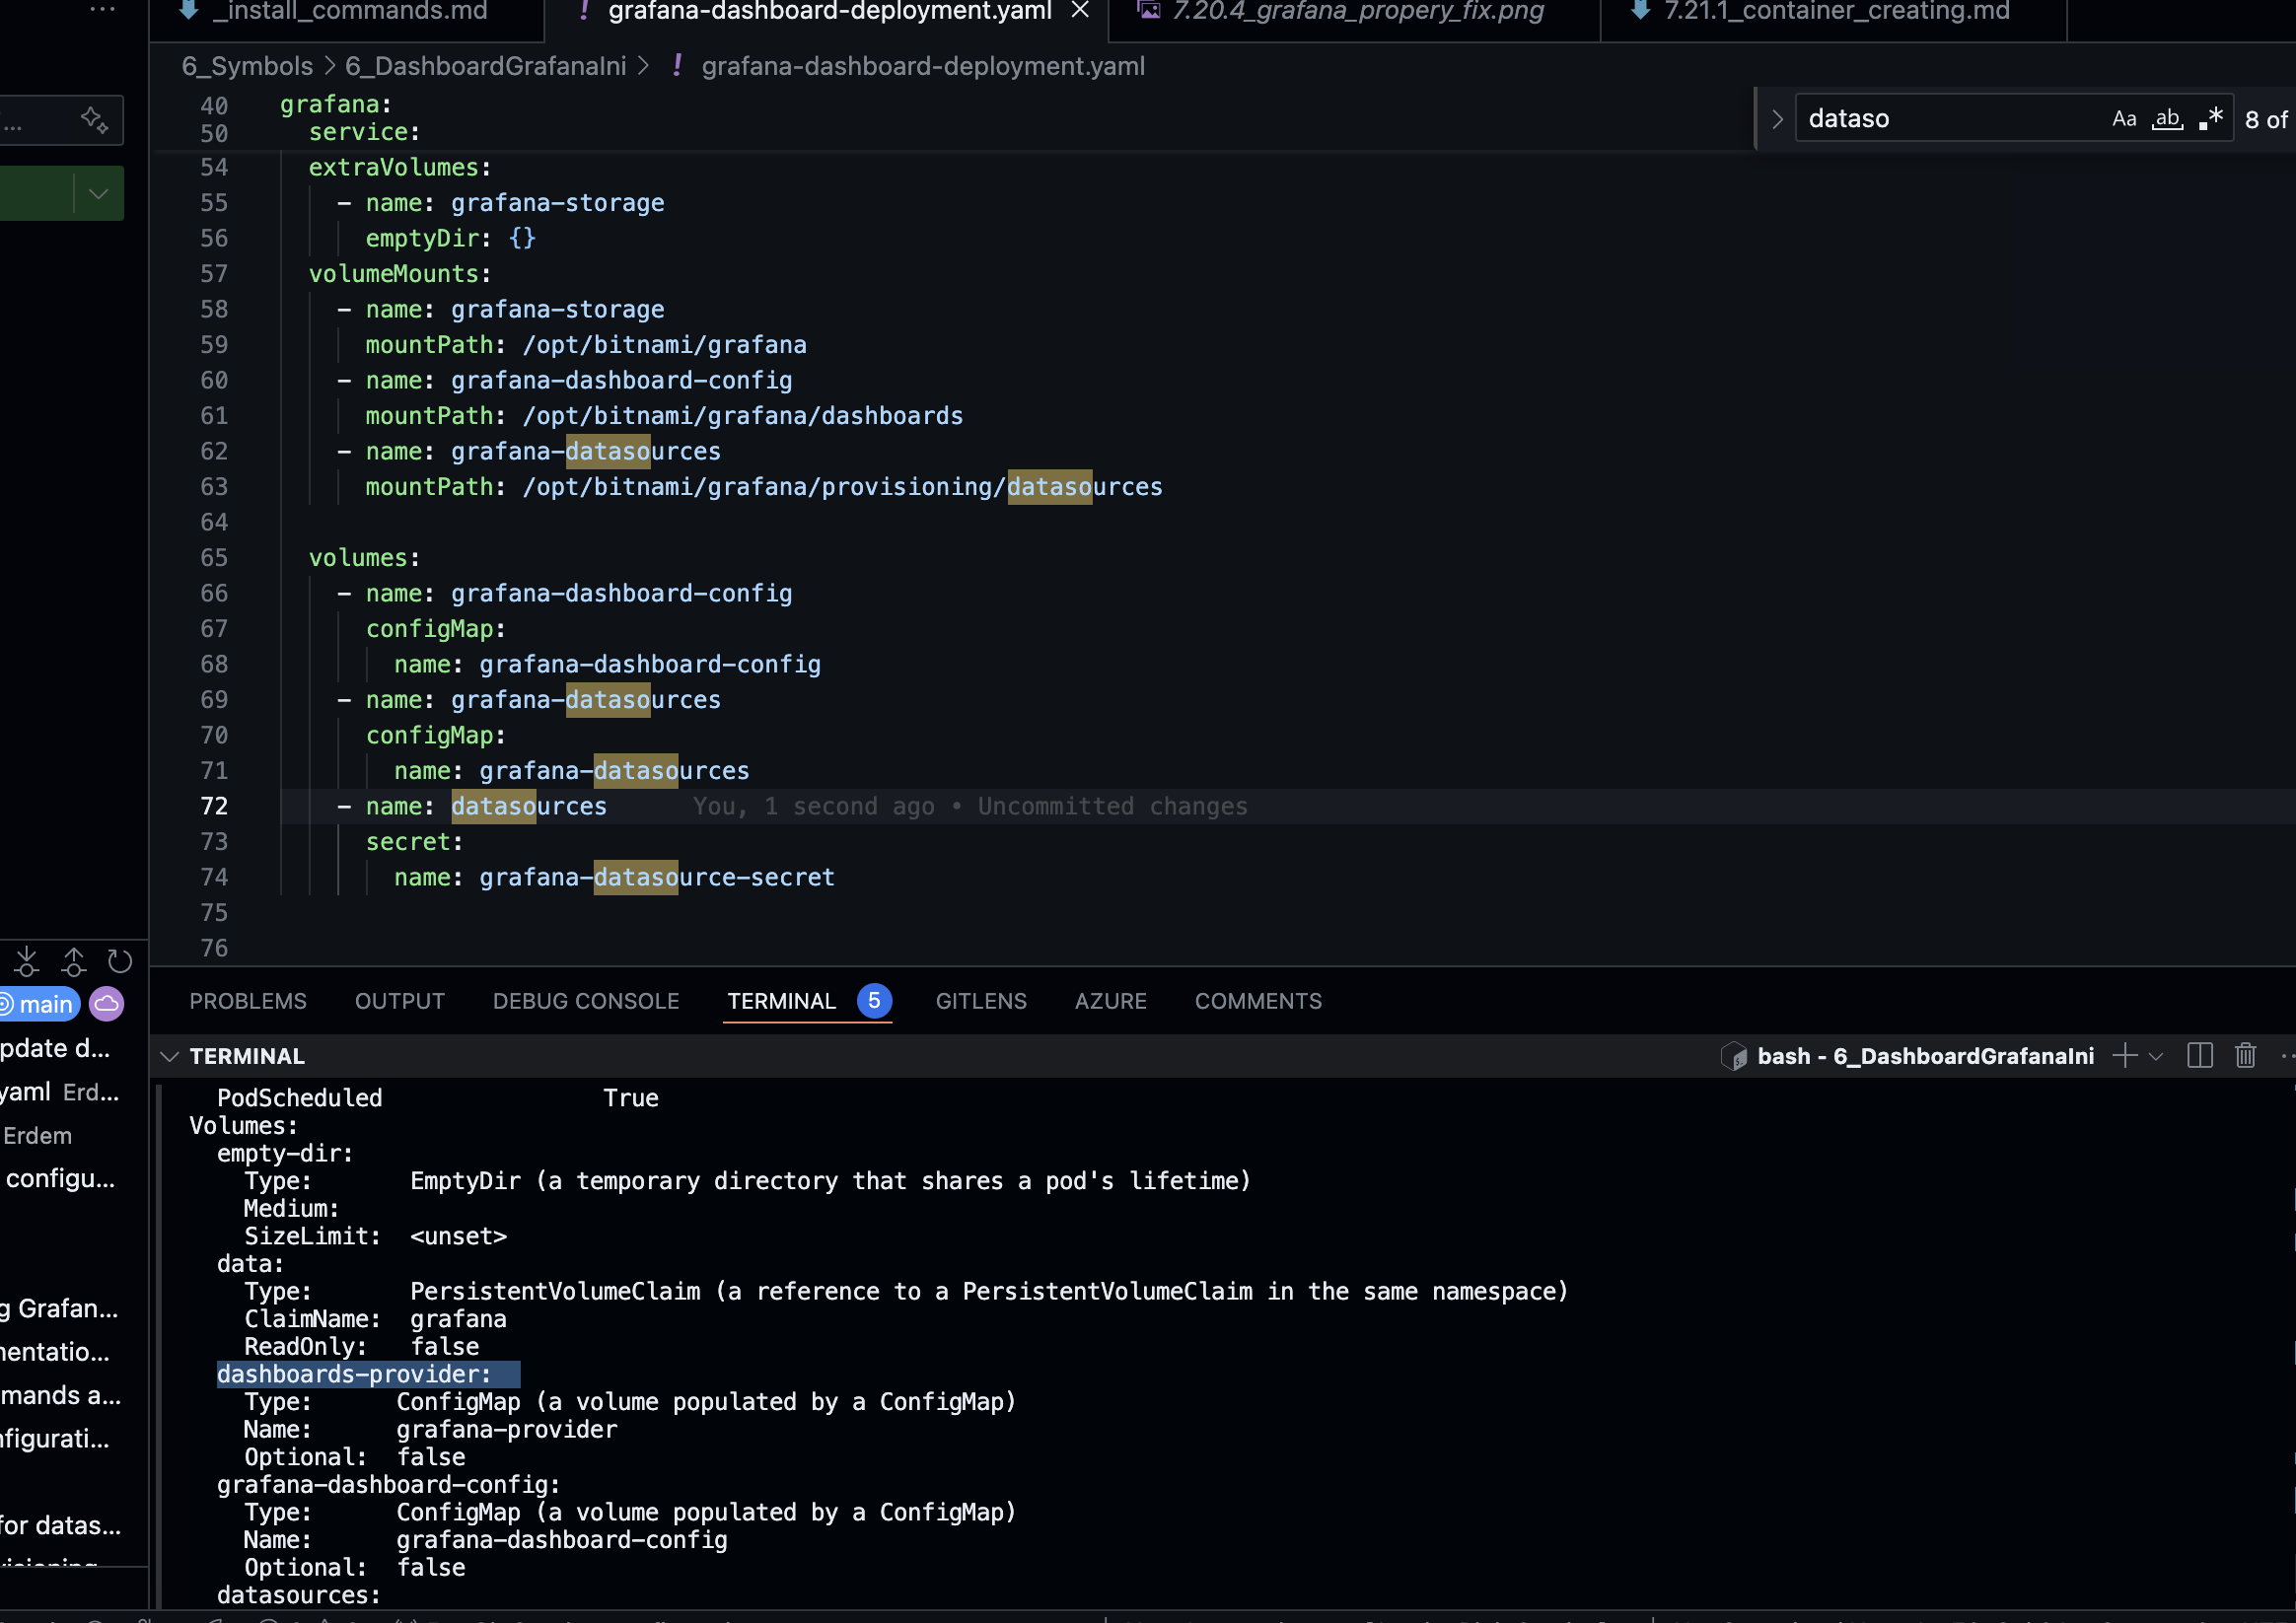 _install_commands.md
! grafana-dashboard-deployment.yaml
7.20.4_grafana_propery_fix.png
7.21.1_container_creating.md
6_Symbols > 6_DashboardGrafanaIni > ! grafana-dashboard-deployment.yaml
...
dataso
Aa ab .* 8 of
40 grafana:
50 service:
54 extraVolumes:
55 - name: grafana-storage
56 emptyDir: {}
57 volumeMounts:
58 - name: grafana-storage
59 mountPath: /opt/bitnami/grafana
60 - name: grafana-dashboard-config
61 mountPath: /opt/bitnami/grafana/dashboards
62 - name: grafana-datasources
63 mountPath: /opt/bitnami/grafana/provisioning/datasources
64
65 volumes:
66 - name: grafana-dashboard-config
67 configMap:
68 name: grafana-dashboard-config
69 - name: grafana-datasources
70 configMap:
71 name: grafana-datasources
72 - name: datasources You, 1 second ago • Uncommitted changes
73 secret:
74 name: grafana-datasource-secret
75
76
main
pdate d...
yaml Erd...
Erdem
configu...
g Grafan...
nentatio...
mands a...
nfigurati...
for datas...
PROBLEMS OUTPUT DEBUG CONSOLE TERMINAL 5 GITLENS AZURE COMMENTS
TERMINAL
bash - 6_DashboardGrafanaIni
PodScheduled True
Volumes:
empty-dir:
Type: EmptyDir (a temporary directory that shares a pod's lifetime)
Medium:
SizeLimit: <unset>
data:
Type: PersistentVolumeClaim (a reference to a PersistentVolumeClaim in the same namespace)
ClaimName: grafana
ReadOnly: false
dashboards-provider:
Type: ConfigMap (a volume populated by a ConfigMap)
Name: grafana-provider
Optional: false
grafana-dashboard-config:
Type: ConfigMap (a volume populated by a ConfigMap)
Name: grafana-dashboard-config
Optional: false
datasources: